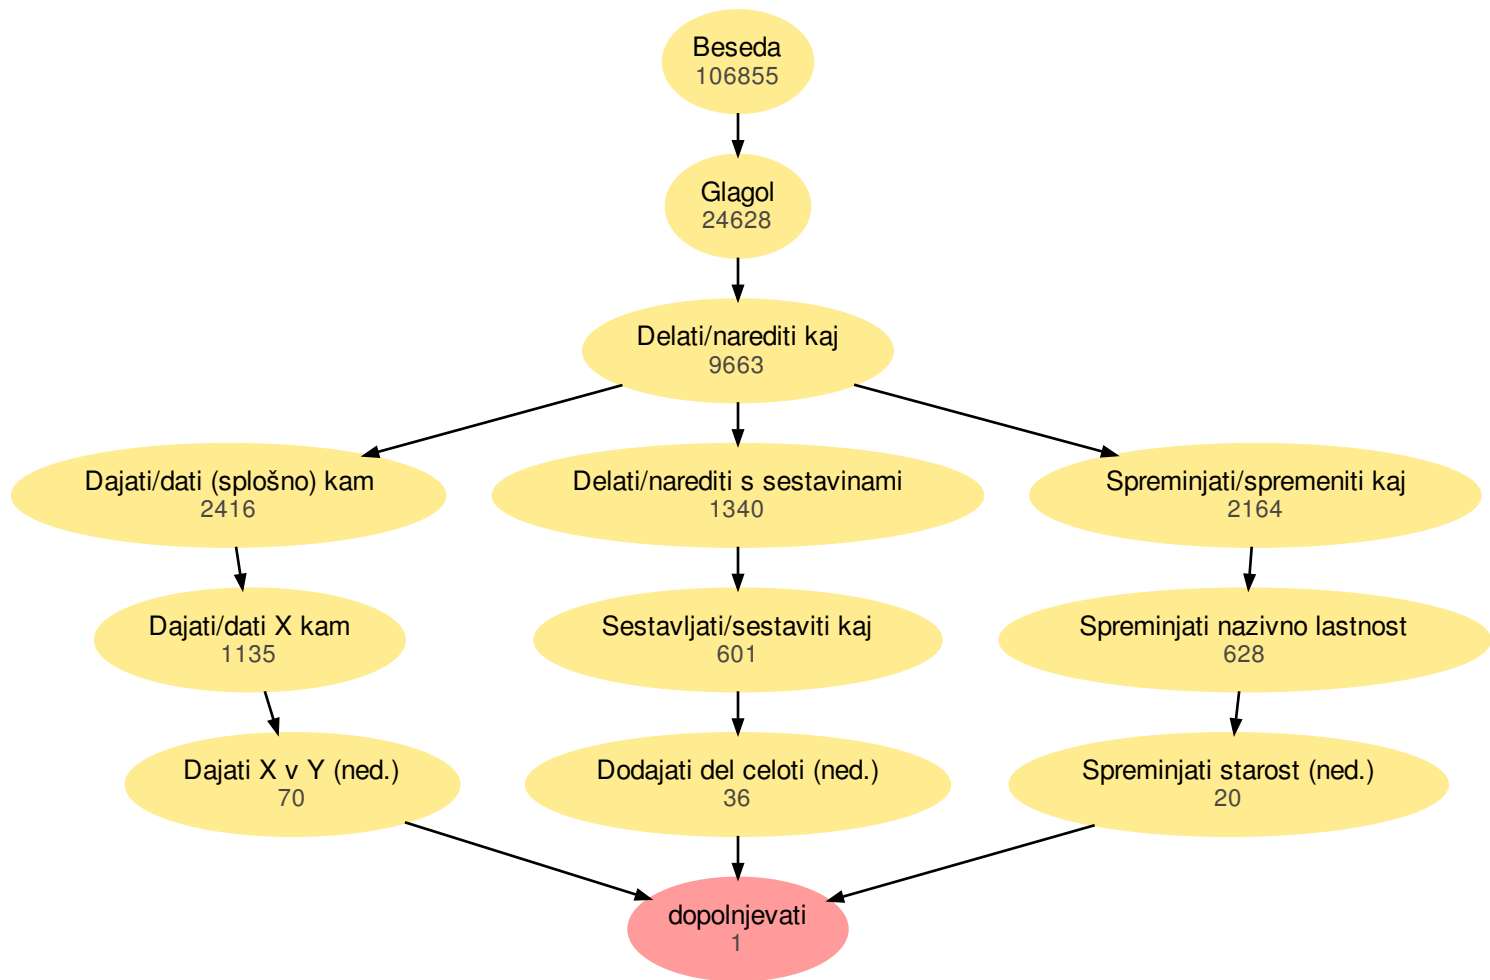 Beseda
106855
Glagol
24628
Delati/narediti kaj
9663
Dajati/dati (splošno) kam
2416
Delati/narediti s sestavinami
1340
Spreminjati/spremeniti kaj
2164
Dajati/dati X kam
1135
Sestavljati/sestaviti kaj
601
Spreminjati nazivno lastnost
628
Dajati X v Y (ned.)
70
Dodajati del celoti (ned.)
36
Spreminjati starost (ned.)
20
dopolnjevati
1